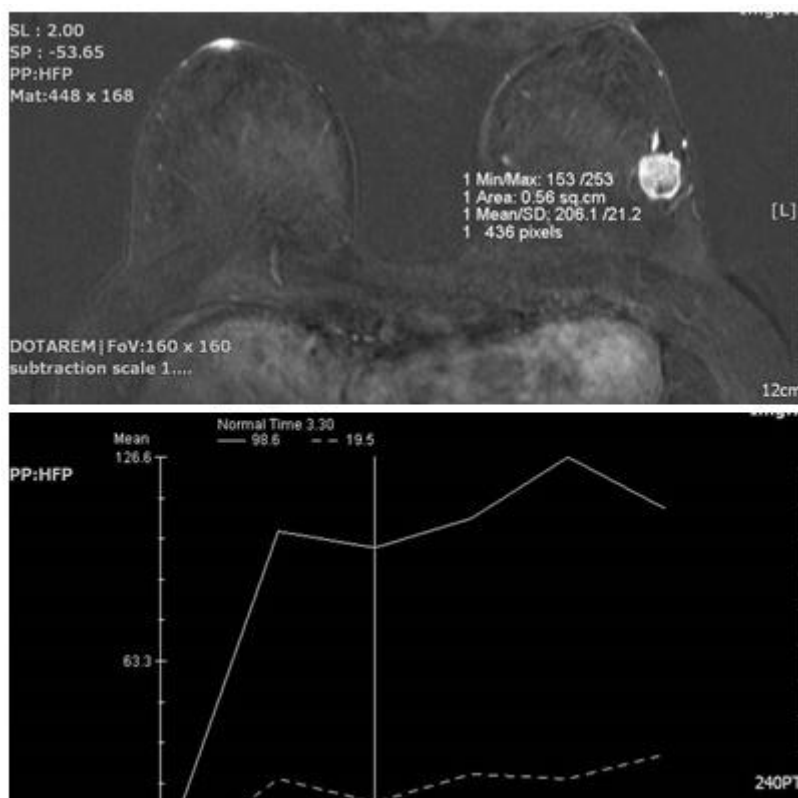 SL : 2.00
SP : -53.65
PP:HFP
Mat:448 x 168
1 Min/Max: 153 /253
1 Area: 0.56 sq.cm
1 Mean/SD: 206.1 /21.2
1 436 pixels
[L]
DOTAREM|FoV:160 x 160
subtraction scale 1....
12cm
Normal Time 3.30
Mean
98.6 19.5
126.6
PP:HFP
63.3
240PT